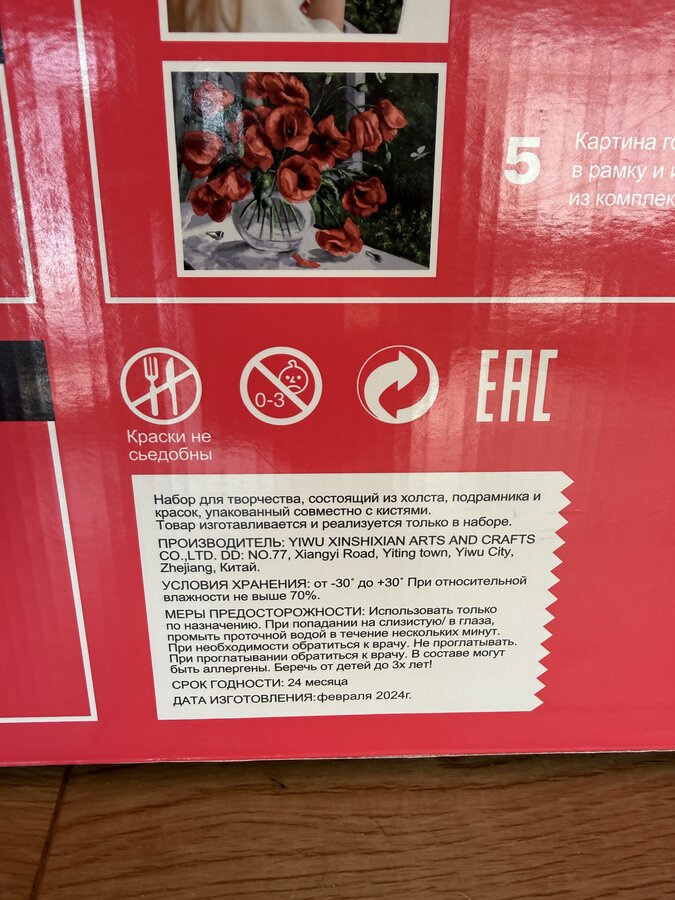 5
Картина
в рамку и
из
0-3
EAC
Краски не
сьедобны
Набор для творчества, состоящий из холста, подрамника и
красок, упакованный совместно с кистями.
Товар изготавливается и реализуется только в наборе.
ПРОИЗВОДИТЕЛЬ: YIWU XINSHIXIAN ARTS AND CRAFTS
CO.,LTD. DD: NO.77, Xiangyi Road, Yiting town, Yiwu City,
Zhejiang, Китай.
УСЛОВИЯ ХРАНЕНИЯ: от -30° до +30° При относительной
влажности не выше 70%.
МЕРЫ ПРЕДОСТОРОЖНОСТИ: Использовать только
по назначению. При попадании на слизистую/ в глаза,
промыть проточной водой в течение нескольких минут.
При необходимости обратиться к врачу. Не проглатывать.
При проглатывании обратиться к врачу. В составе могут
быть аллергены. Беречь от детей до 3х лет!
СРОК ГОДНОСТИ: 24 месяца
ДАТА ИЗГОТОВЛЕНИЯ:февраля 2024г.